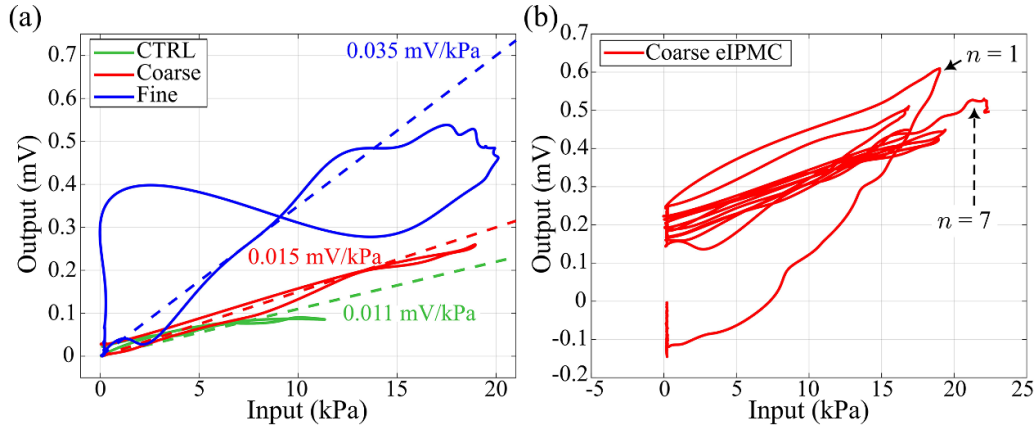 (a)
CTRL
Coarse
Fine
0.035 mV/kPa
0.015 mV/kPa
0.011 mV/kPa
Output (mV)
0.7
0.6
0.5
0.4
0.3
0.2
0.1
0
0
5
10
15
20
Input (kPa)
(b)
Coarse eIPMC
n = 1
n = 7
Output (mV)
0.7
0.6
0.5
0.4
0.3
0.2
0.1
0
-0.1
-0.2
-5
0
5
10
15
20
25
Input (kPa)